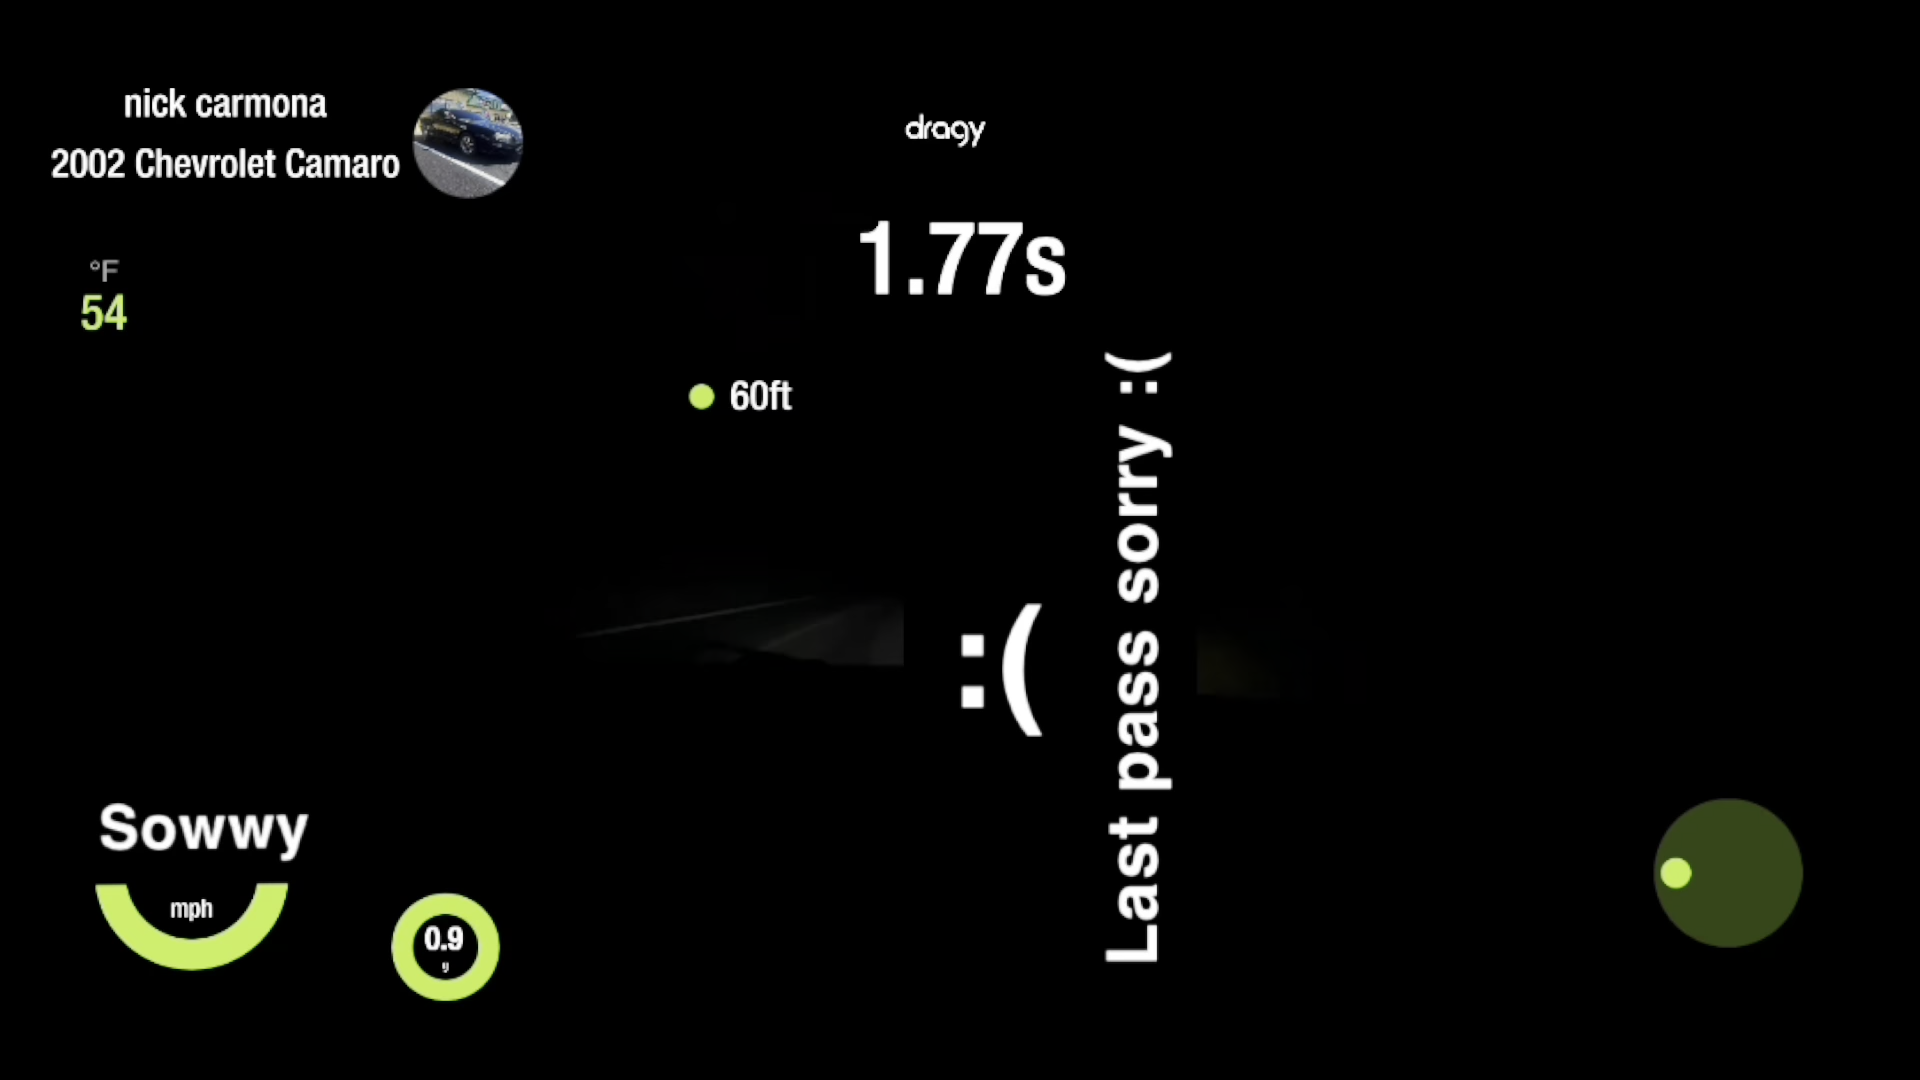 nick carmona
2002 Chevrolet Camaro
dragy
°F
54
1.77s
60ft
:(
Last pass sorry :(
Sowwy
mph
0.9
g